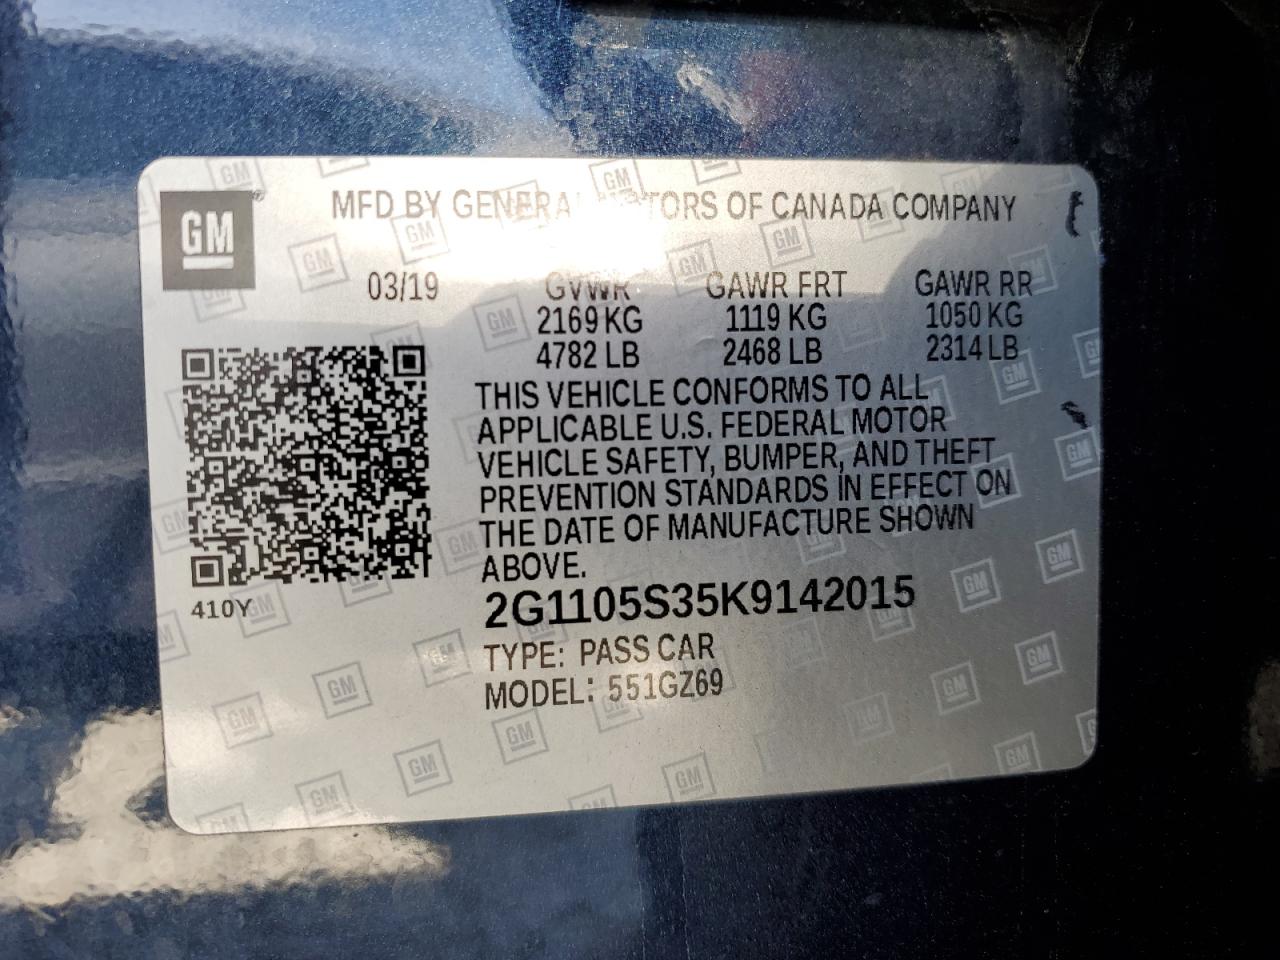 GM
MFD BY GENERAL MOTORS OF CANADA COMPANY
03/19 GVWR GAWR FRT GAWR RR
2169 KG 1119 KG 1050 KG
4782 LB 2468 LB 2314 LB
THIS VEHICLE CONFORMS TO ALL
APPLICABLE U.S. FEDERAL MOTOR
VEHICLE SAFETY, BUMPER, AND THEFT
PREVENTION STANDARDS IN EFFECT ON
THE DATE OF MANUFACTURE SHOWN
ABOVE.
410Y
2G1105S35K9142015
TYPE: PASS CAR
MODEL: 551GZ69